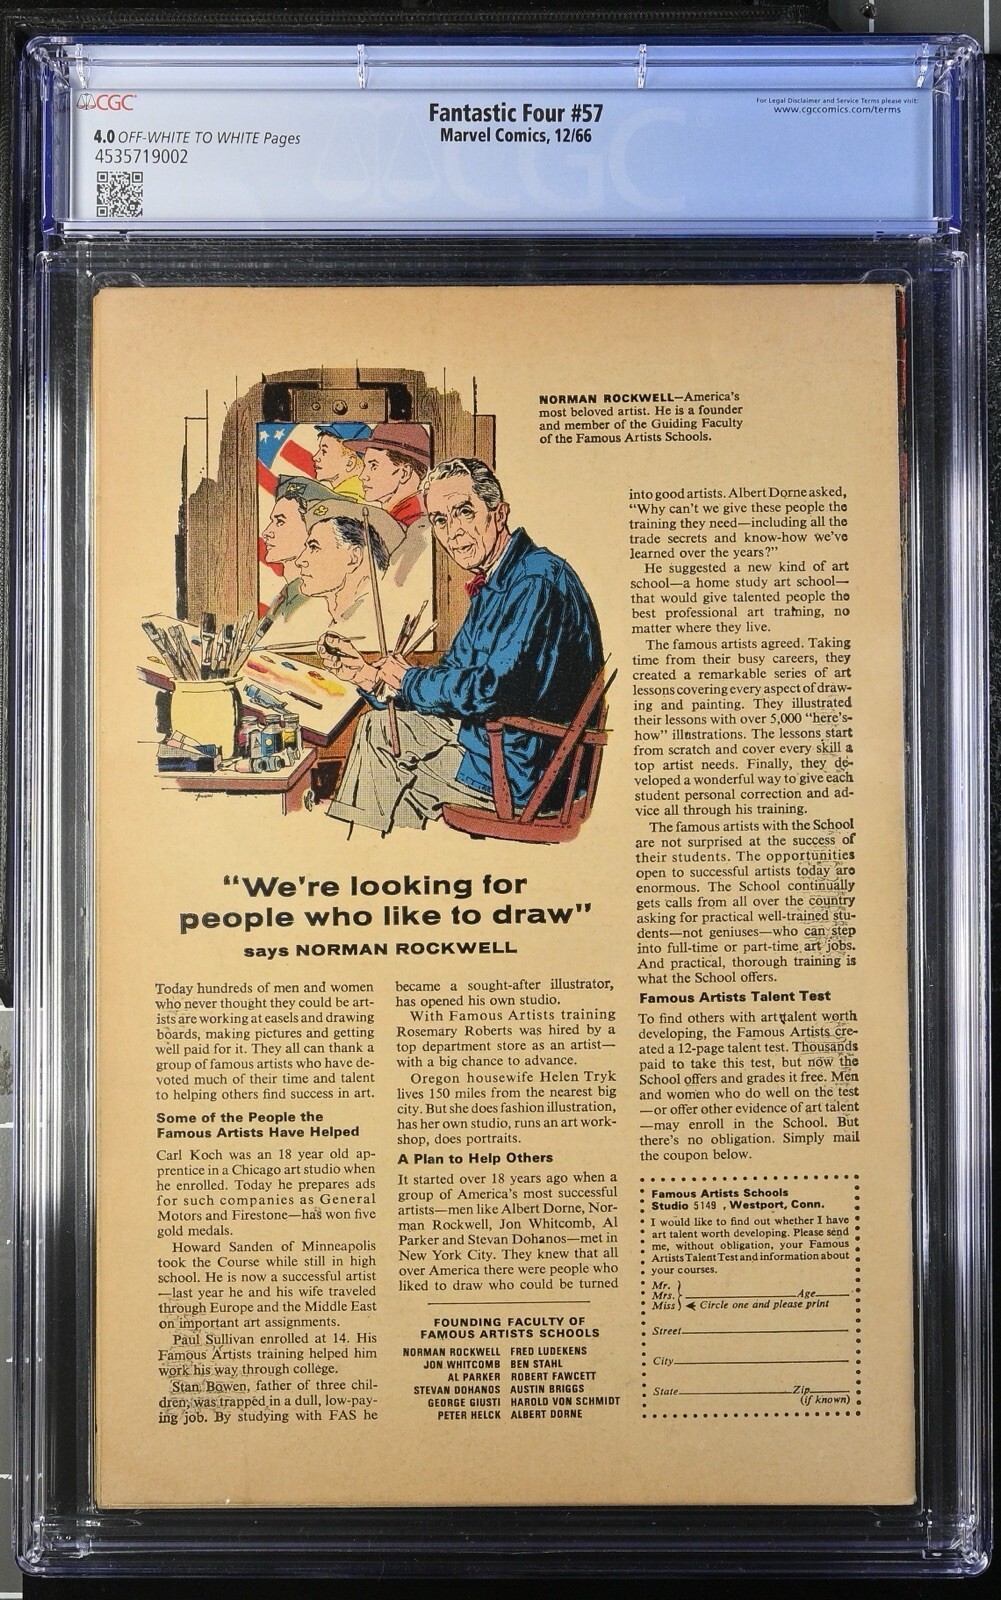 CGC
4.0 OFF-WHITE TO WHITE Pages
4535719002
Fantastic Four #57
Marvel Comics, 12/66
For Legal Disclaimer and Service Terms please visit:
www.cgccomics.com/terms
CGC
NORMAN ROCKWELL—America's
most beloved artist. He is a founder
and member of the Guiding Faculty
of the Famous Artists Schools.
"We're looking for
people who like to draw"
says NORMAN ROCKWELL
Today hundreds of men and women
who never thought they could be art-
ists are working at easels and drawing
boards, making pictures and getting
well paid for it. They all can thank a
group of famous artists who have de-
voted much of their time and talent
to helping others find success in art.
Some of the People the
Famous Artists Have Helped
Carl Koch was an 18 year old ap-
prentice in a Chicago art studio when
he enrolled. Today he prepares ads
for such companies as General
Motors and Firestone—has won five
gold medals.
Howard Sanden of Minneapolis
took the Course while still in high
school. He is now a successful artist
—last year he and his wife traveled
through Europe and the Middle East
on important art assignments.
Paul Sullivan enrolled at 14. His
Famous Artists training helped him
work his way through college.
Stan Bowen, father of three chil-
dren, was trapped in a dull, low-pay-
ing job. By studying with FAS he
became a sought-after illustrator,
has opened his own studio.
With Famous Artists training
Rosemary Roberts was hired by a
top department store as an artist—
with a big chance to advance.
Oregon housewife Helen Tryk
lives 150 miles from the nearest big
city. But she does fashion illustration,
has her own studio, runs an art work-
shop, does portraits.
A Plan to Help Others
It started over 18 years ago when a
group of America's most successful
artists—men like Albert Dorne, Nor-
man Rockwell, Jon Whitcomb, Al
Parker and Stevan Dohanos—met in
New York City. They knew that all
over America there were people who
liked to draw who could be turned
FOUNDING FACULTY OF
FAMOUS ARTISTS SCHOOLS
NORMAN ROCKWELL FRED LUDEKENS
JON WHITCOMB BEN STAHL
AL PARKER ROBERT FAWCETT
STEVAN DOHANOS AUSTIN BRIGGS
GEORGE GIUSTI HAROLD VON SCHMIDT
PETER HELCK ALBERT DORNE
into good artists. Albert Dorne asked,
"Why can't we give these people the
training they need—including all the
trade secrets and know-how we've
learned over the years?"
He suggested a new kind of art
school—a home study art school—
that would give talented people the
best professional art training, no
matter where they live.
The famous artists agreed. Taking
time from their busy careers, they
created a remarkable series of art
lessons covering every aspect of draw-
ing and painting. They illustrated
their lessons with over 5,000 "here's-
how" illustrations. The lessons start
from scratch and cover every skill a
top artist needs. Finally, they de-
veloped a wonderful way to give each
student personal correction and ad-
vice all through his training.
The famous artists with the School
are not surprised at the success of
their students. The opportunities
open to successful artists today are
enormous. The School continually
gets calls from all over the country
asking for practical well-trained stu-
dents—not geniuses—who can step
into full-time or part-time art jobs.
And practical, thorough training is
what the School offers.
Famous Artists Talent Test
To find others with art talent worth
developing, the Famous Artists cre-
ated a 12-page talent test. Thousands
paid to take this test, but now the
School offers and grades it free. Men
and women who do well on the test
—or offer other evidence of art talent
—may enroll in the School. But
there's no obligation. Simply mail
the coupon below.
Famous Artists Schools
Studio 5149 , Westport, Conn.
I would like to find out whether I have
art talent worth developing. Please send
me, without obligation, your Famous
Artists Talent Test and information about
your courses.
Mr.
Mrs. Age
Miss Circle one and please print
Street
City
State Zip
(if known)